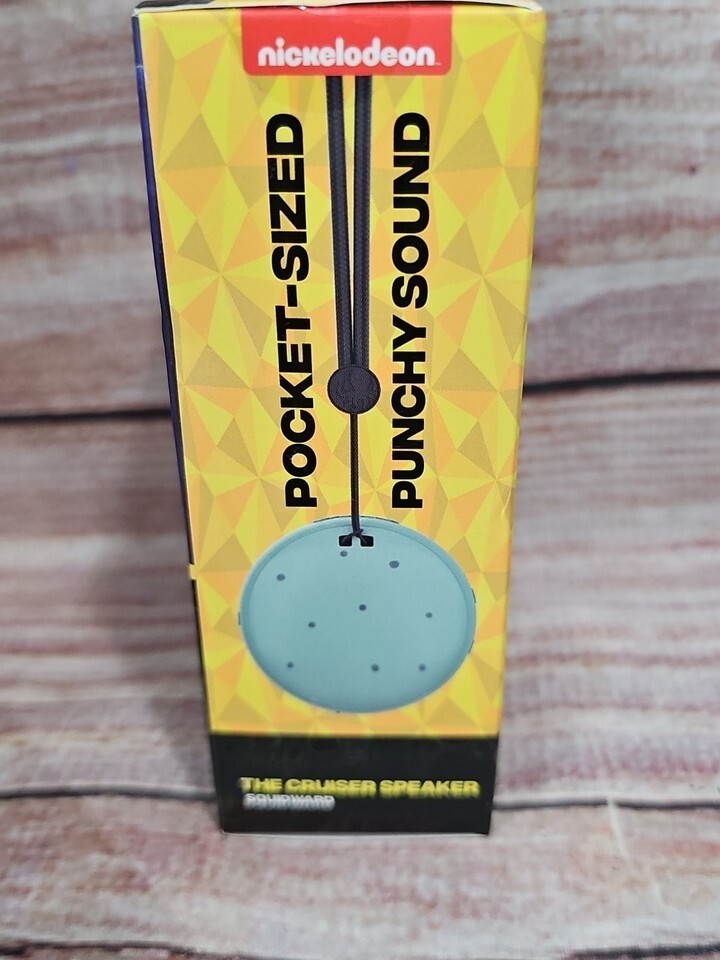 nickelodeon
POCKET-SIZED
PUNCHY SOUND
THE CRUISER SPEAKER
SQUIDWARD